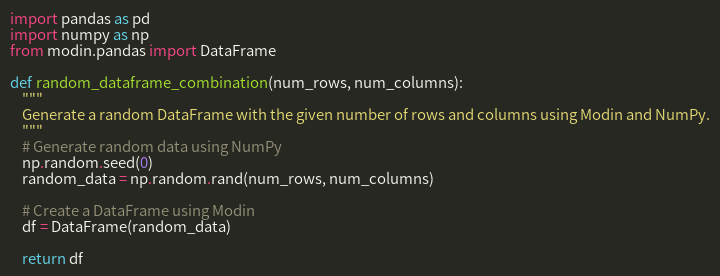 import pandas as pd
import numpy as np
from modin.pandas import DataFrame

def random_dataframe_combination(num_rows, num_columns):
    """
    Generate a random DataFrame with the given number of rows and columns using Modin and NumPy.
    """
    # Generate random data using NumPy
    np.random.seed(0)
    random_data = np.random.rand(num_rows, num_columns)

    # Create a DataFrame using Modin
    df = DataFrame(random_data)

    return df